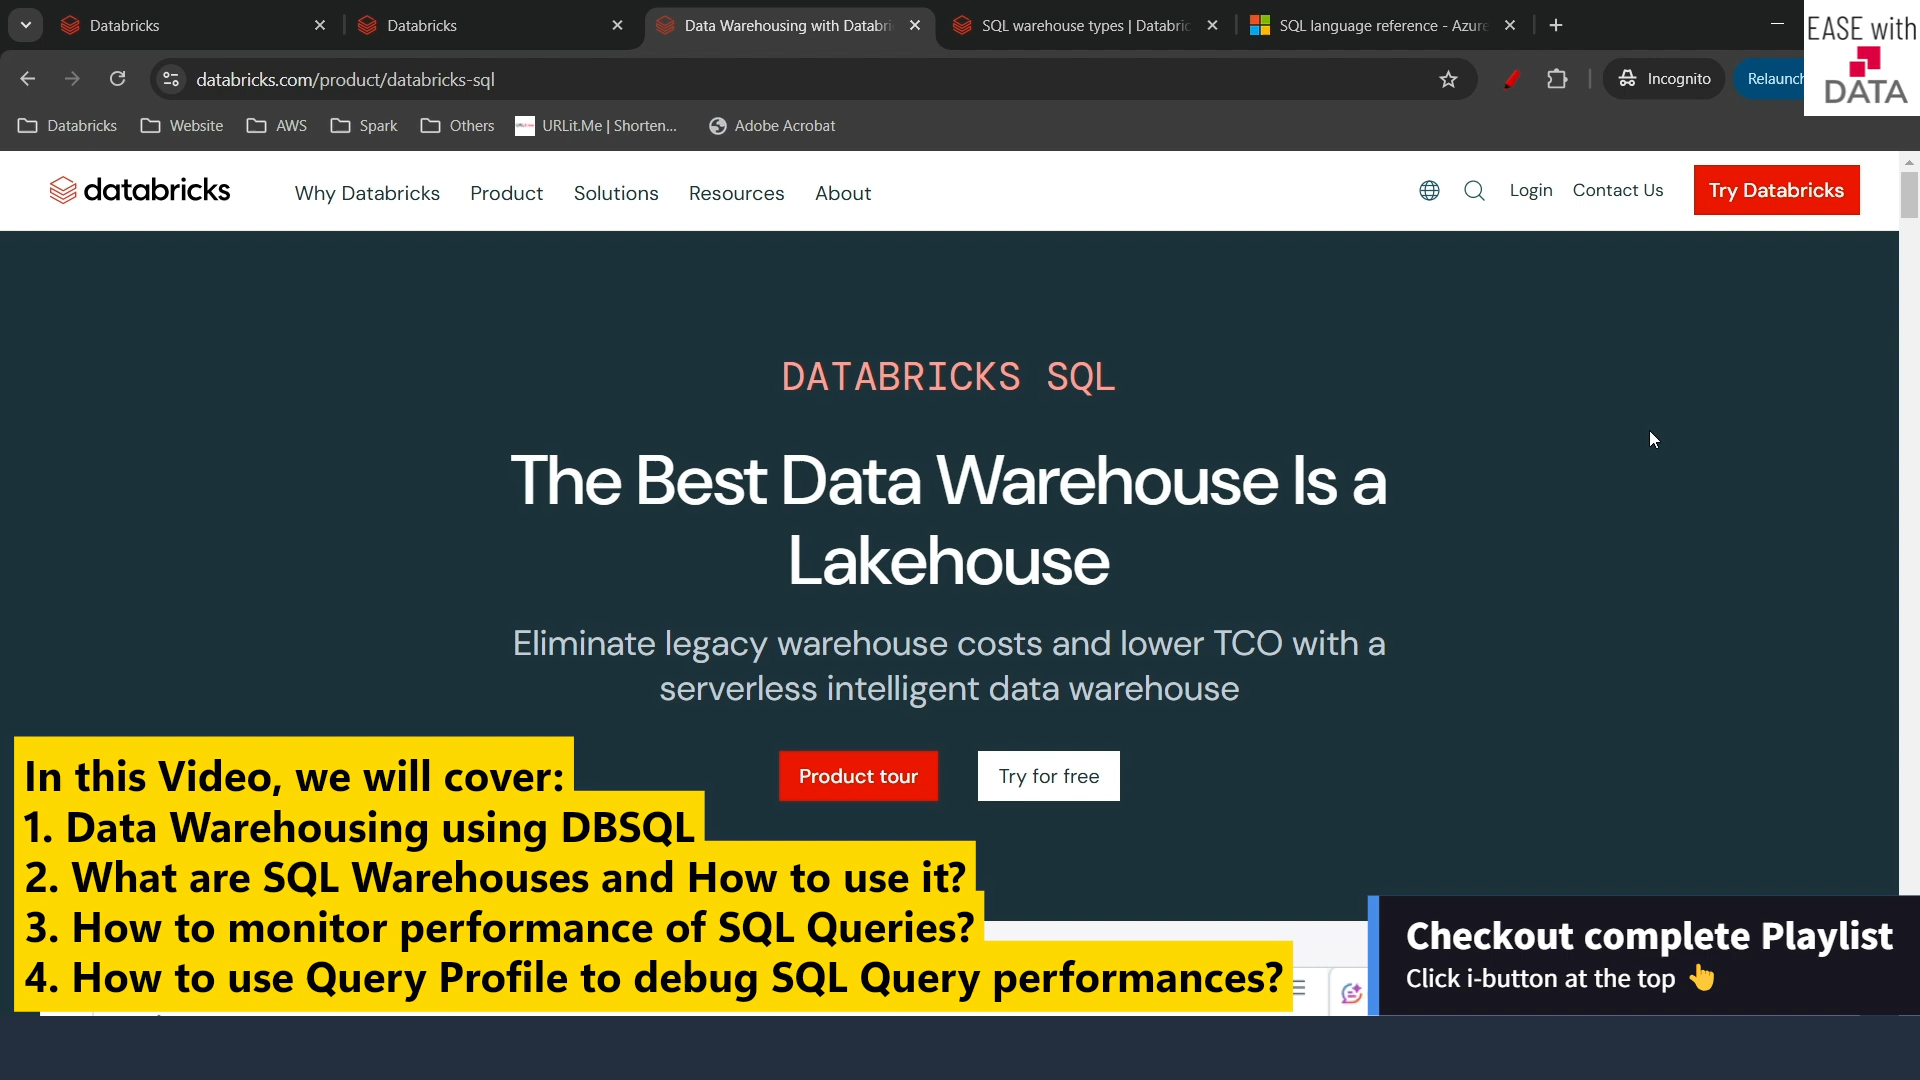 Databricks
Databricks
Data Warehousing with Databri
SQL warehouse types | Databric
SQL language reference - Azure
EASE with
DATA
databricks.com/product/databricks-sql
Incognito
Relaunch
Databricks
Website
AWS
Spark
Others
URLit.Me | Shorten...
Adobe Acrobat
databricks
Why Databricks
Product
Solutions
Resources
About
Login
Contact Us
Try Databricks
DATABRICKS SQL
The Best Data Warehouse Is a
Lakehouse
Eliminate legacy warehouse costs and lower TCO with a
serverless intelligent data warehouse
Product tour
Try for free
In this Video, we will cover:
1. Data Warehousing using DBSQL
2. What are SQL Warehouses and How to use it?
3. How to monitor performance of SQL Queries?
4. How to use Query Profile to debug SQL Query performances?
Checkout complete Playlist
Click i-button at the top 👆